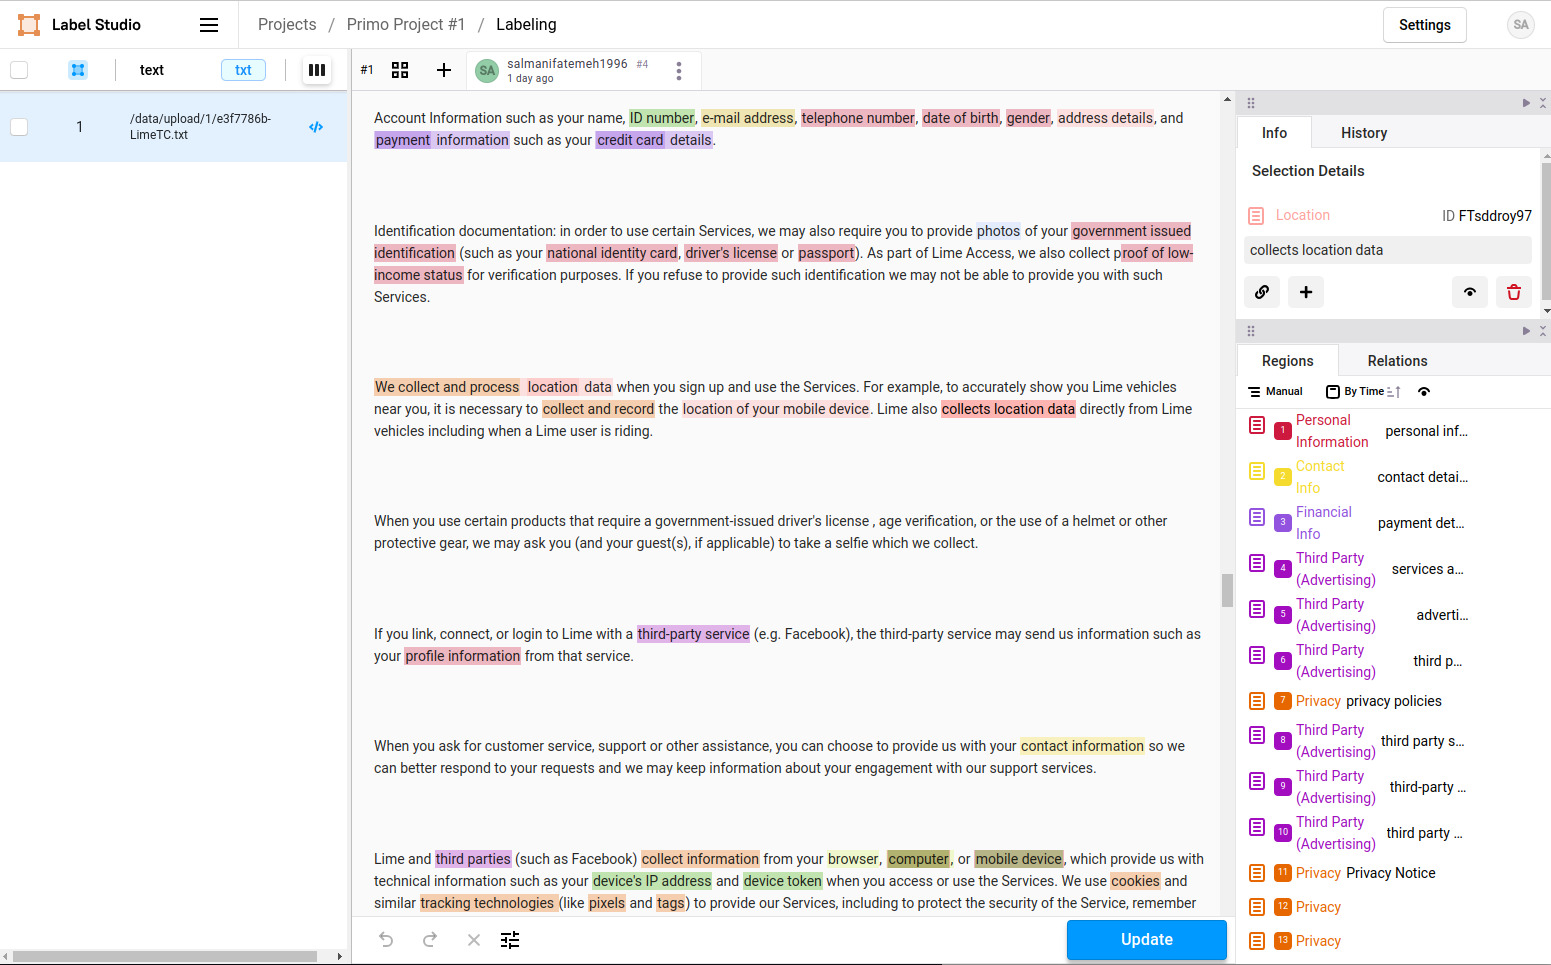 Label Studio
Projects / Primo Project #1 / Labeling
Settings
SA
text
txt
#1
SA
salmanifatemeh1996 #4
1 day ago
1
/data/upload/1/e3f7786b-
LimeTC.txt
Account Information such as your name, ID number, e-mail address, telephone number, date of birth, gender, address details, and
payment information such as your credit card details.
Identification documentation: in order to use certain Services, we may also require you to provide photos of your government issued
identification (such as your national identity card, driver's license or passport). As part of Lime Access, we also collect proof of low-
income status for verification purposes. If you refuse to provide such identification we may not be able to provide you with such
Services.
We collect and process location data when you sign up and use the Services. For example, to accurately show you Lime vehicles
near you, it is necessary to collect and record the location of your mobile device. Lime also collects location data directly from Lime
vehicles including when a Lime user is riding.
When you use certain products that require a government-issued driver's license , age verification, or the use of a helmet or other
protective gear, we may ask you (and your guest(s), if applicable) to take a selfie which we collect.
If you link, connect, or login to Lime with a third-party service (e.g. Facebook), the third-party service may send us information such as
your profile information from that service.
When you ask for customer service, support or other assistance, you can choose to provide us with your contact information so we
can better respond to your requests and we may keep information about your engagement with our support services.
Lime and third parties (such as Facebook) collect information from your browser, computer, or mobile device, which provide us with
technical information such as your device's IP address and device token when you access or use the Services. We use cookies and
similar tracking technologies (like pixels and tags) to provide our Services, including to protect the security of the Service, remember
Update
Info
History
Selection Details
Location
ID FTsddroy97
collects location data
Regions
Relations
Manual
By Time
1 Personal
Information personal inf...
2 Contact
Info contact detai...
3 Financial
Info payment det...
4 Third Party
(Advertising) services a...
5 Third Party
(Advertising) adverti...
6 Third Party
(Advertising) third p...
7 Privacy privacy policies
8 Third Party
(Advertising) third party s...
9 Third Party
(Advertising) third-party ...
10 Third Party
(Advertising) third party ...
11 Privacy Privacy Notice
12 Privacy
13 Privacy